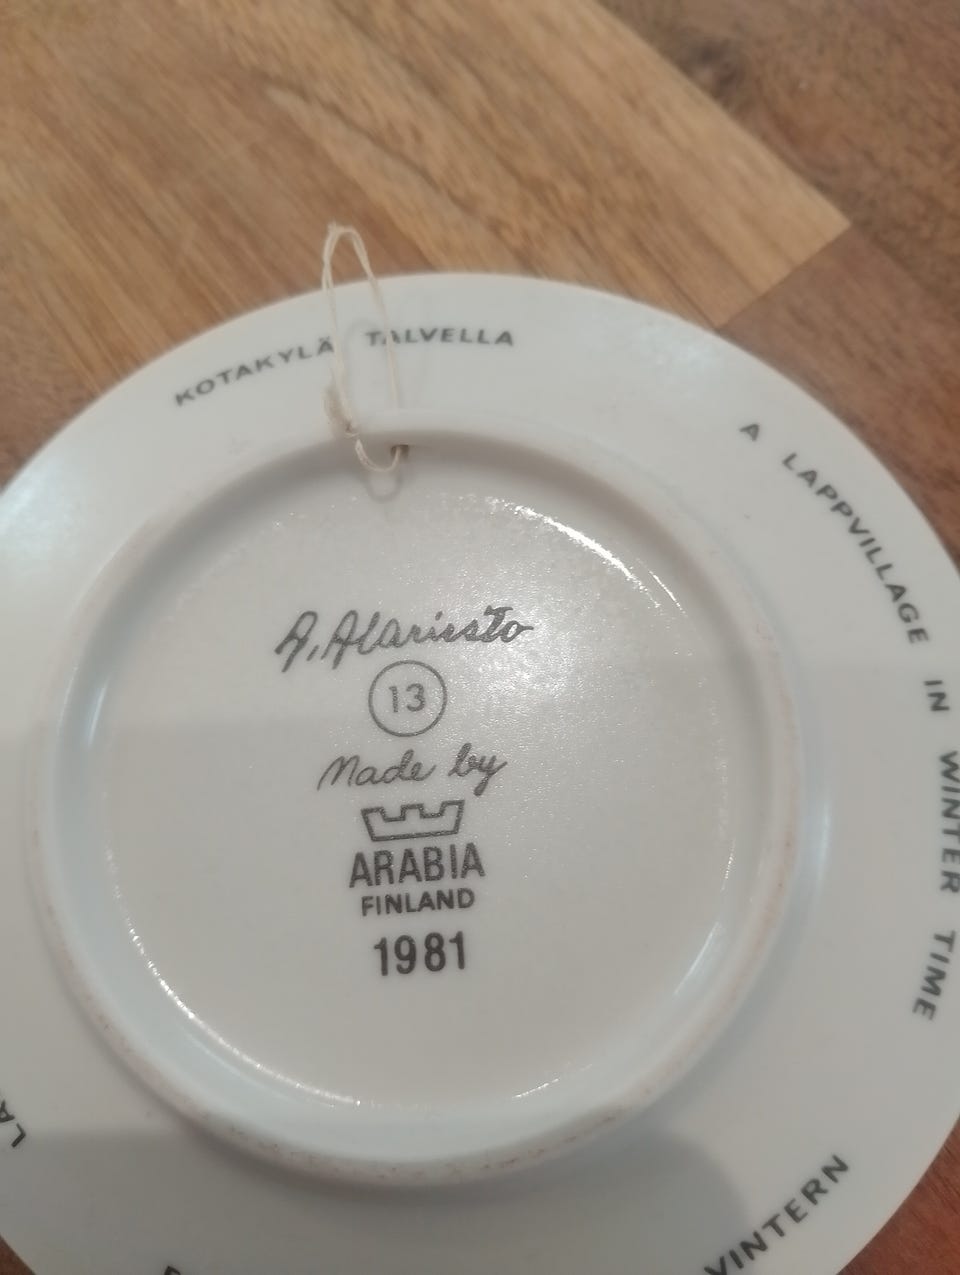 KOTAKYLÄ TALVELLA
A LAPPVILLAGE IN WINTER TIME
VINTERN
A. Alariesto
13
Made by
ARABIA
FINLAND
1981